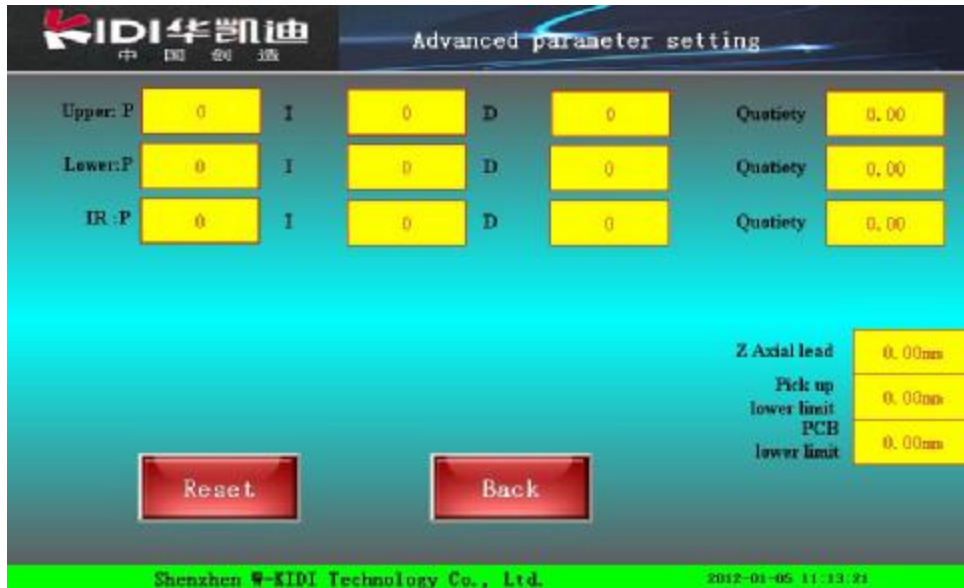 KIDI华凯迪
中国创造
Advanced parameter setting
Upper: P 0 I 0 D 0 Quotiety 0.00
Lower:P 0 I 0 D 0 Quotiety 0.00
IR :P 0 I 0 D 0 Quotiety 0.00
Z Axial lead 0.00mm
Pick up
lower limit 0.00mm
PCB
lower limit 0.00mm
Reset Back
Shenzhen W-KIDI Technology Co., Ltd. 2012-01-05 11:13:21